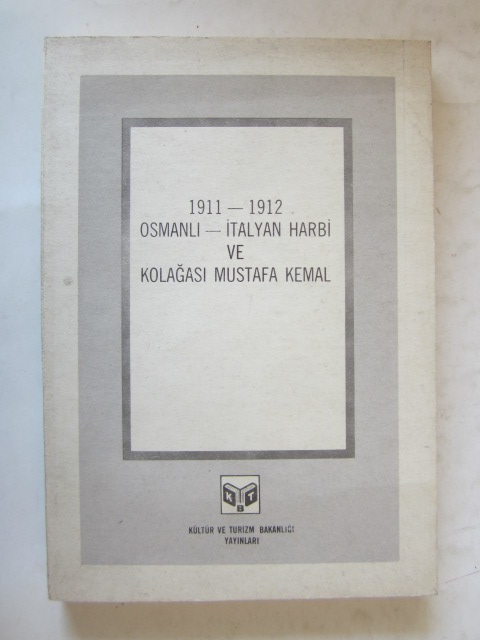 1911 — 1912
OSMANLI — İTALYAN HARBİ
VE
KOLAĞASI MUSTAFA KEMAL
K T
B
KÜLTÜR VE TURİZM BAKANLIĞI
YAYINLARI